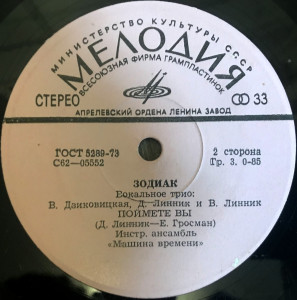 МИНИСТЕРСТВО КУЛЬТУРЫ СССР
МЕЛОДИЯ
ВСЕСОЮЗНАЯ ФИРМА ГРАМПЛАСТИНОК
СТЕРЕО 33
АПРЕЛЕВСКИЙ ОРДЕНА ЛЕНИНА ЗАВОД
ГОСТ 5289-73 2 сторона
С62-05552 Гр. 3. 0-85
ЗОДИАК
Вокальное трио:
В. Данковицкая, Д. Линник и В. Линник
ПОЙМЕТЕ ВЫ
(Д. Линник—Е. Гросман)
Инстр. ансамбль
«Машина времени»